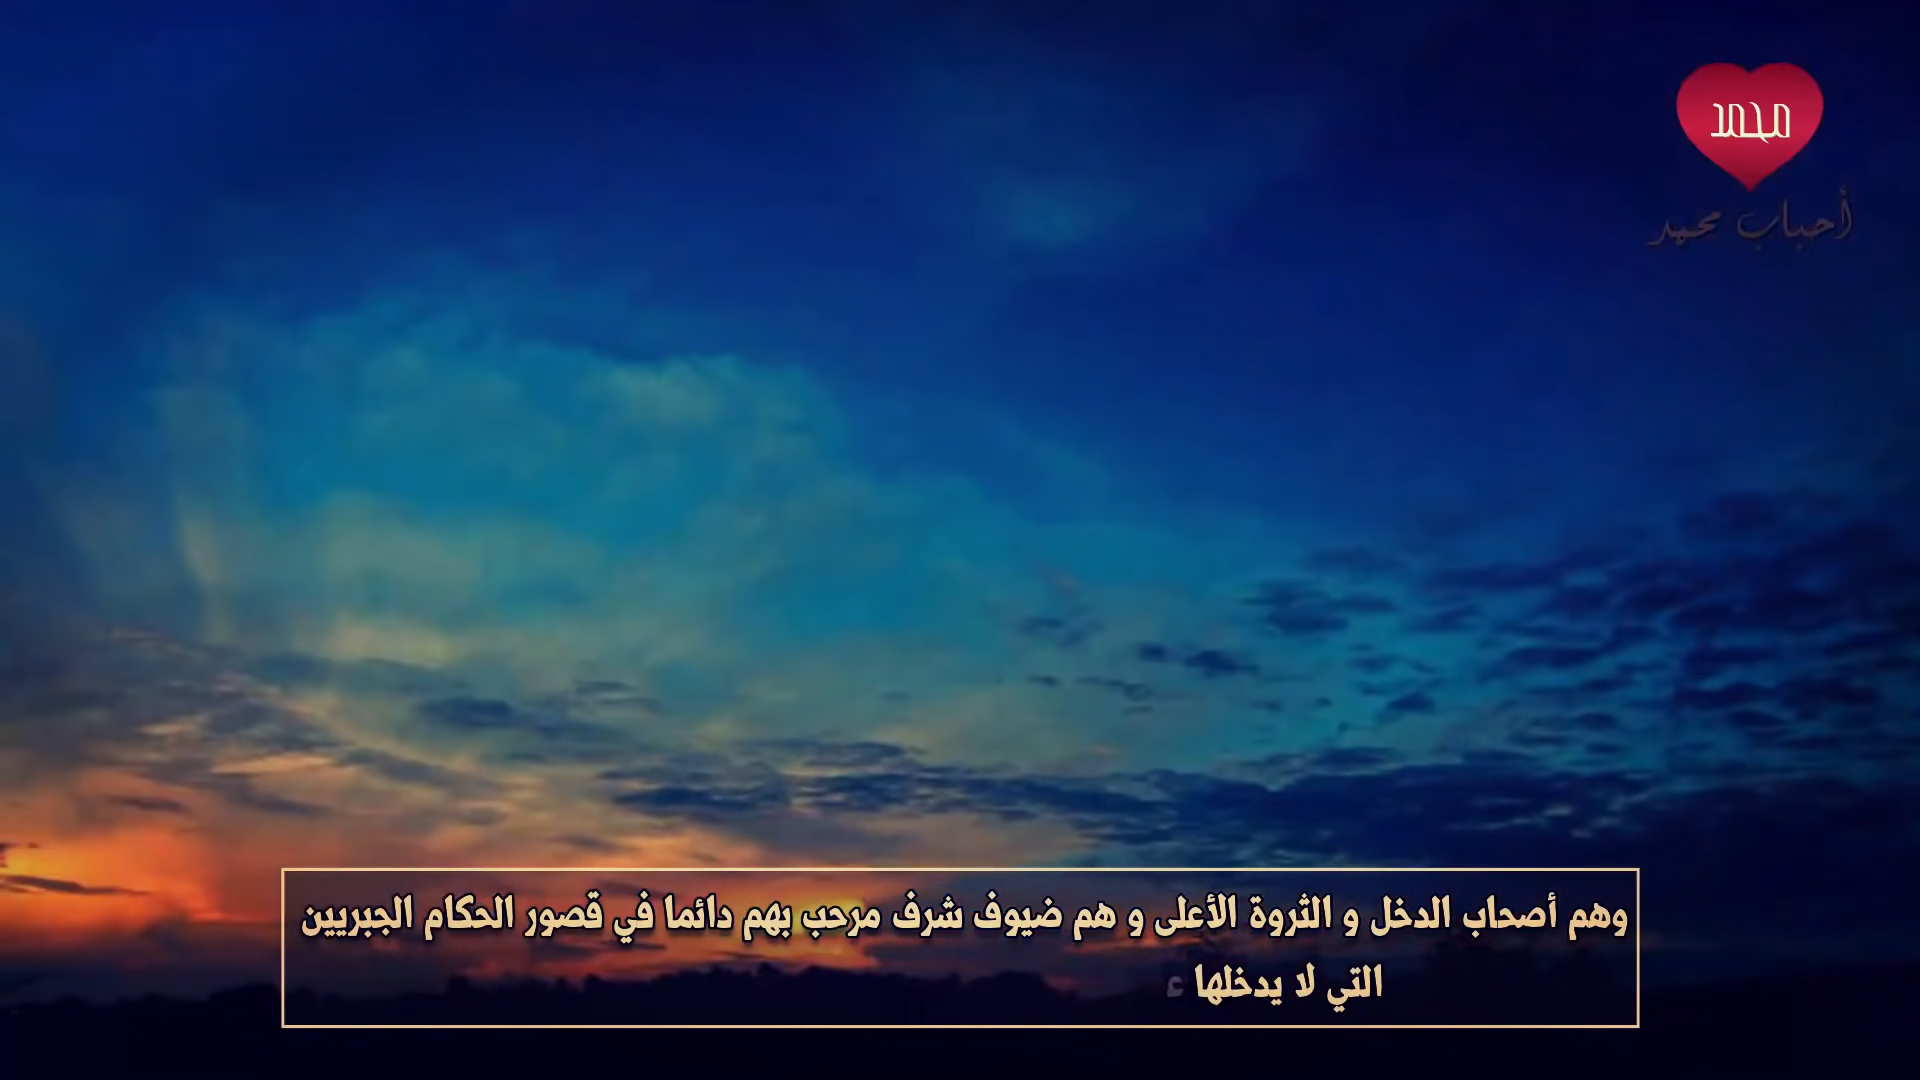 محمد
أحباب محمد
وهم أصحاب الدخل و الثروة الأعلى و هم ضيوف شرف مرحب بهم دائما في قصور الحكام الجبريين
التي لا يدخلها ء